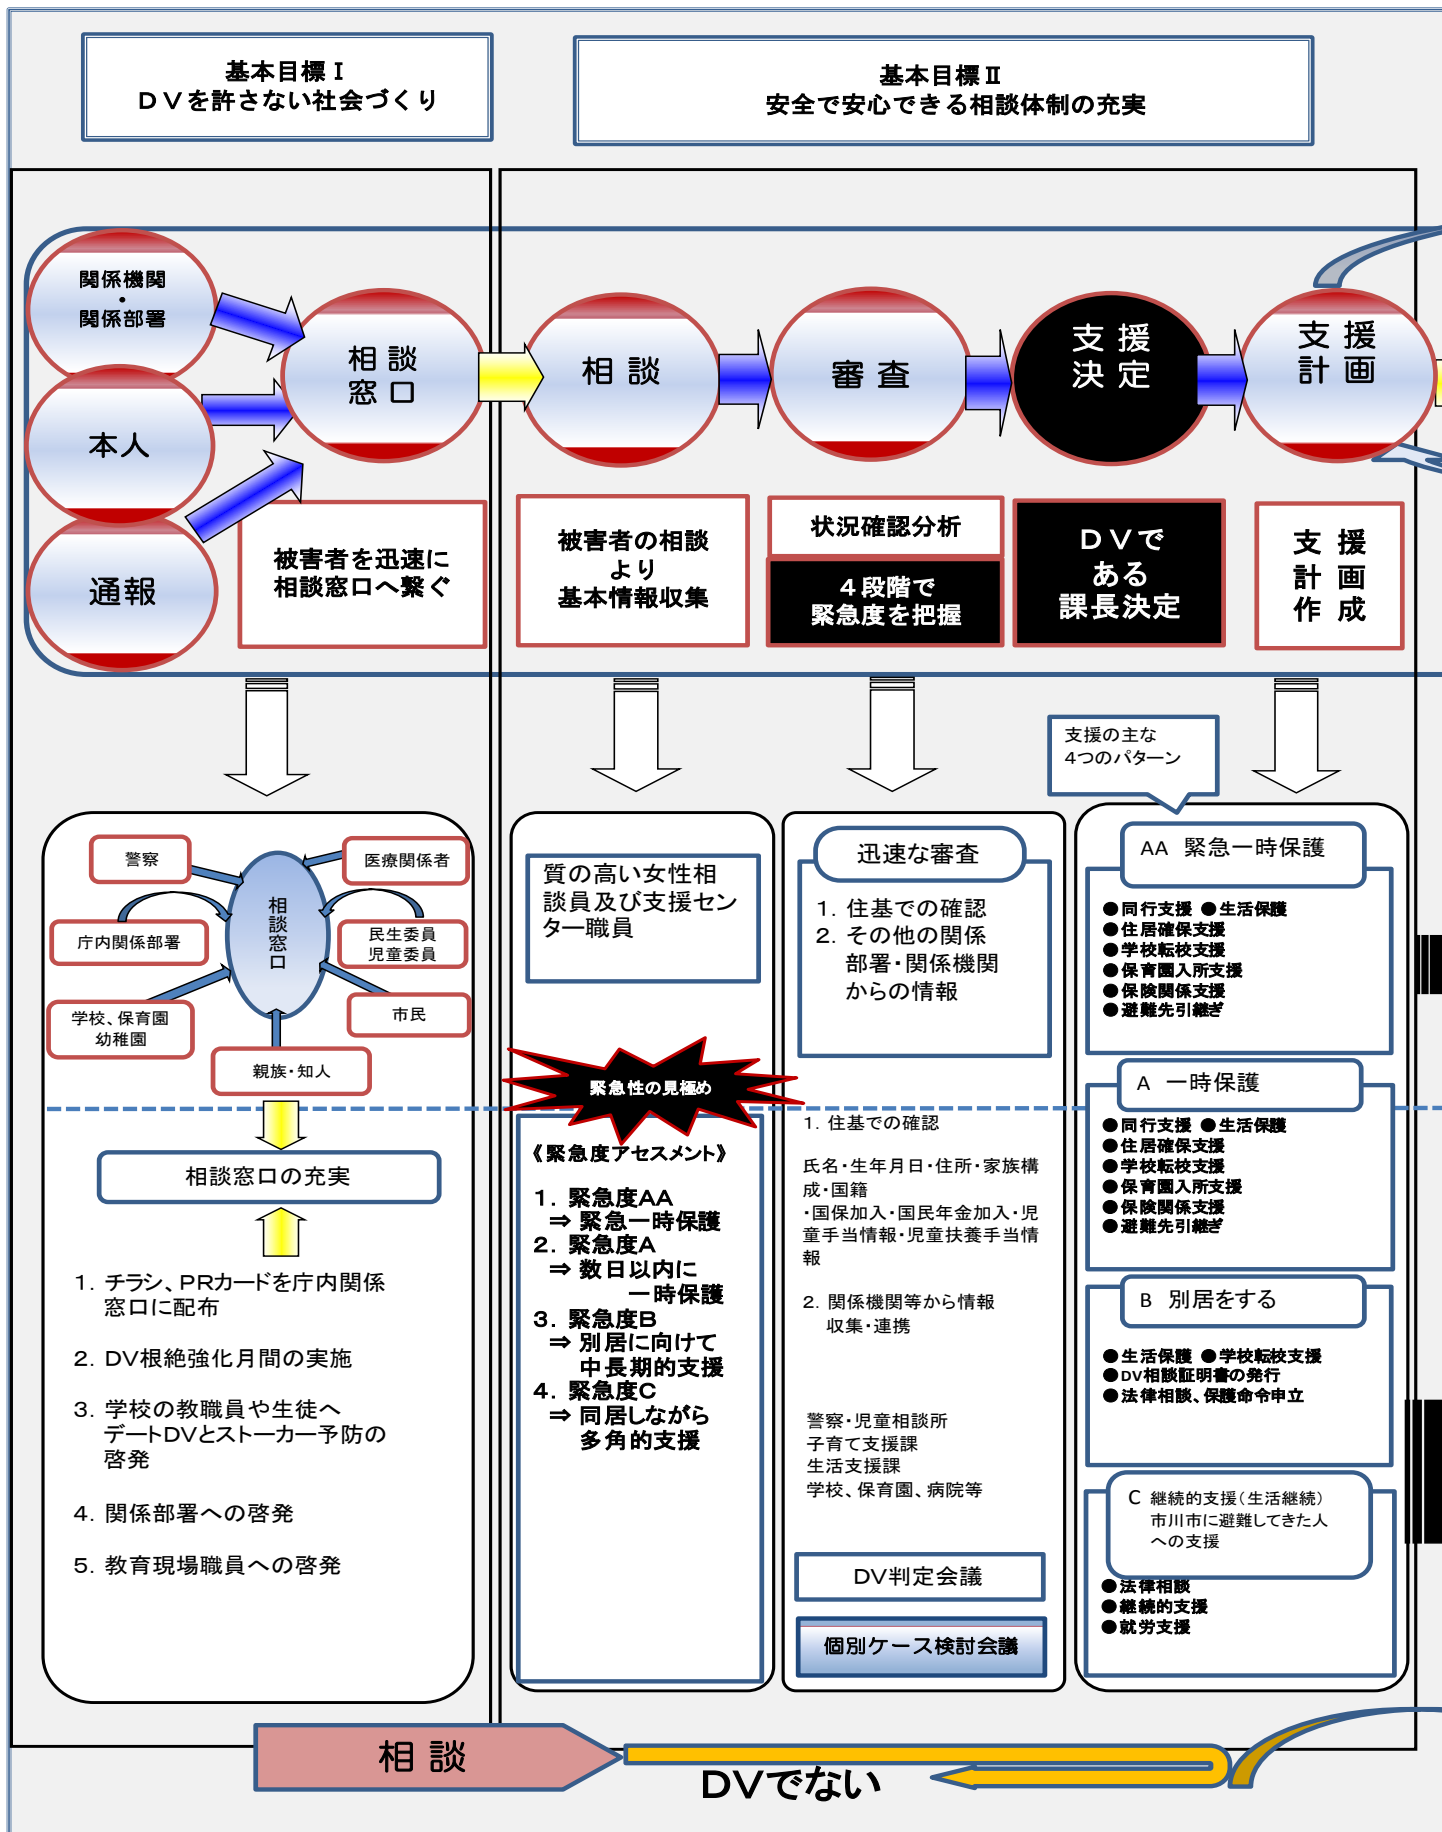 基本目標Ⅰ
ＤＶを許さない社会づくり
基本目標Ⅱ
安全で安心できる相談体制の充実
関係機関
・
関係部署
本人
通報
相談
窓口
相談
審査
支援
決定
支援
計画
被害者を迅速に
相談窓口へ繋ぐ
被害者の相談
より
基本情報収集
状況確認分析
４段階で
緊急度を把握
ＤＶで
ある
課長決定
支援
計画
作成
支援の主な
4つのパターン
警察
医療関係者
庁内関係部署
相談窓口
民生委員
児童委員
学校、保育園
幼稚園
市民
親族・知人
相談窓口の充実
1. チラシ、PRカードを庁内関係
窓口に配布
2. DV根絶強化月間の実施
3. 学校の教職員や生徒へ
デートDVとストーカー予防の
啓発
4. 関係部署への啓発
5. 教育現場職員への啓発
質の高い女性相
談員及び支援セン
ター職員
緊急性の見極め
《緊急度アセスメント》
1. 緊急度AA
⇒ 緊急一時保護
2. 緊急度A
⇒ 数日以内に
一時保護
3. 緊急度B
⇒ 別居に向けて
中長期的支援
4. 緊急度C
⇒ 同居しながら
多角的支援
迅速な審査
1. 住基での確認
2. その他の関係
部署・関係機関
からの情報
1. 住基での確認
氏名・生年月日・住所・家族構
成・国籍
・国保加入・国民年金加入・児
童手当情報・児童扶養手当情
報
2. 関係機関等から情報
収集・連携
警察・児童相談所
子育て支援課
生活支援課
学校、保育園、病院等
DV判定会議
個別ケース検討会議
AA 緊急一時保護
●同行支援 ●生活保護
●住居確保支援
●学校転校支援
●保育園入所支援
●保険関係支援
●避難先引継ぎ
A 一時保護
●同行支援 ●生活保護
●住居確保支援
●学校転校支援
●保育園入所支援
●保険関係支援
●避難先引継ぎ
B 別居をする
●生活保護 ●学校転校支援
●DV相談証明書の発行
●法律相談、保護命令申立
C 継続的支援（生活継続）
市川市に避難してきた人
への支援
●法律相談
●継続的支援
●就労支援
相談
ＤＶでない